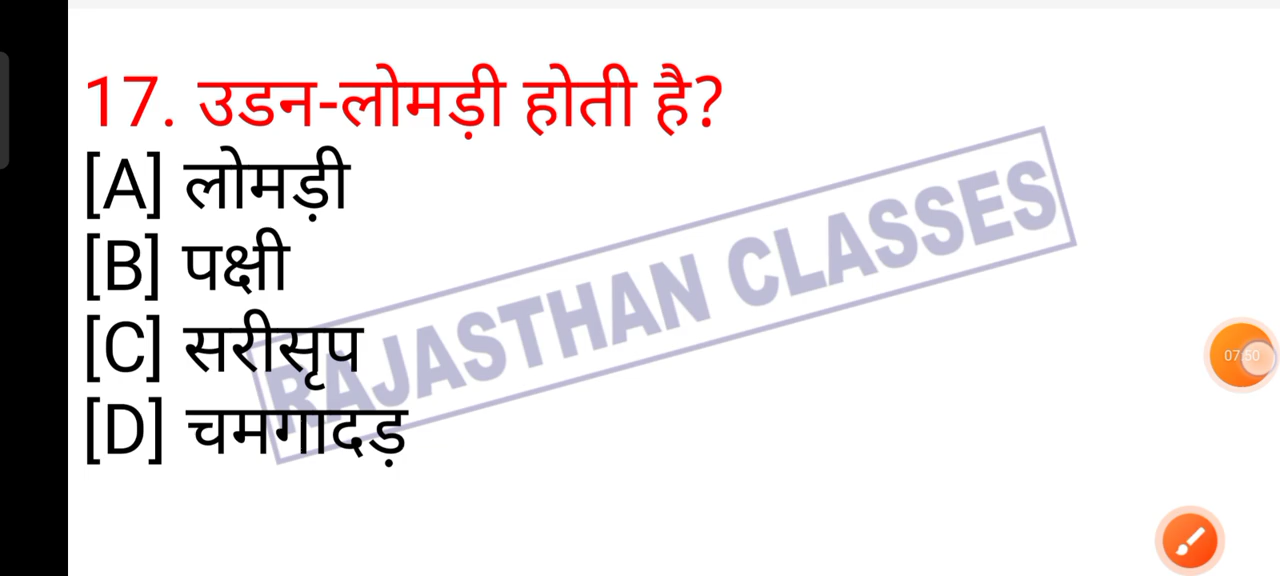 17. उडन-लोमड़ी होती है?
[A] लोमड़ी
[B] पक्षी
[C] सरीसृप
[D] चमगादड़
RAJASTHAN CLASSES
07:50